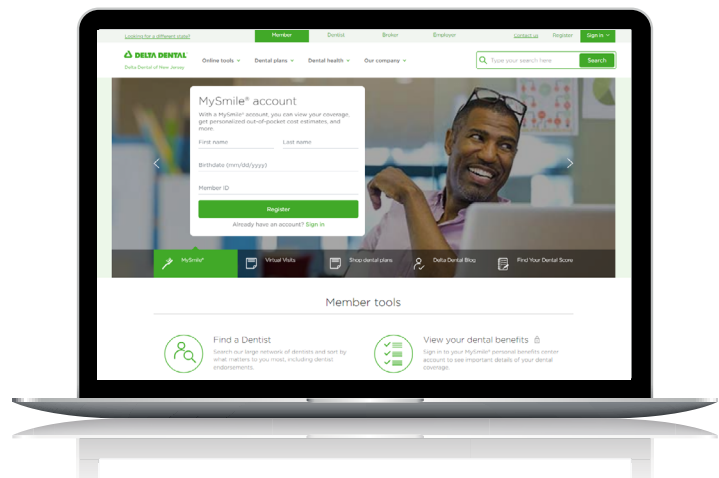 Looking for a different state?
Member
Dentist
Broker
Employer
Contact us
Register
Sign in
DELTA DENTAL
Delta Dental of New Jersey
Online tools
Dental plans
Dental health
Our company
Type your search here
Search
MySmile® account
With a MySmile® account, you can view your coverage,
get personalized out-of-pocket cost estimates, and
more.
First name
Last name
Birthdate (mm/dd/yyyy)
Member ID
Register
Already have an account? Sign in
MySmile®
Virtual Visits
Shop dental plans
Delta Dental Blog
Find Your Dental Score
Member tools
Find a Dentist
Search our large network of dentists and sort by
what matters to you most, including dentist
endorsements.
View your dental benefits
Sign in to your MySmile® personal benefits center
account to see important details of your dental
coverage.